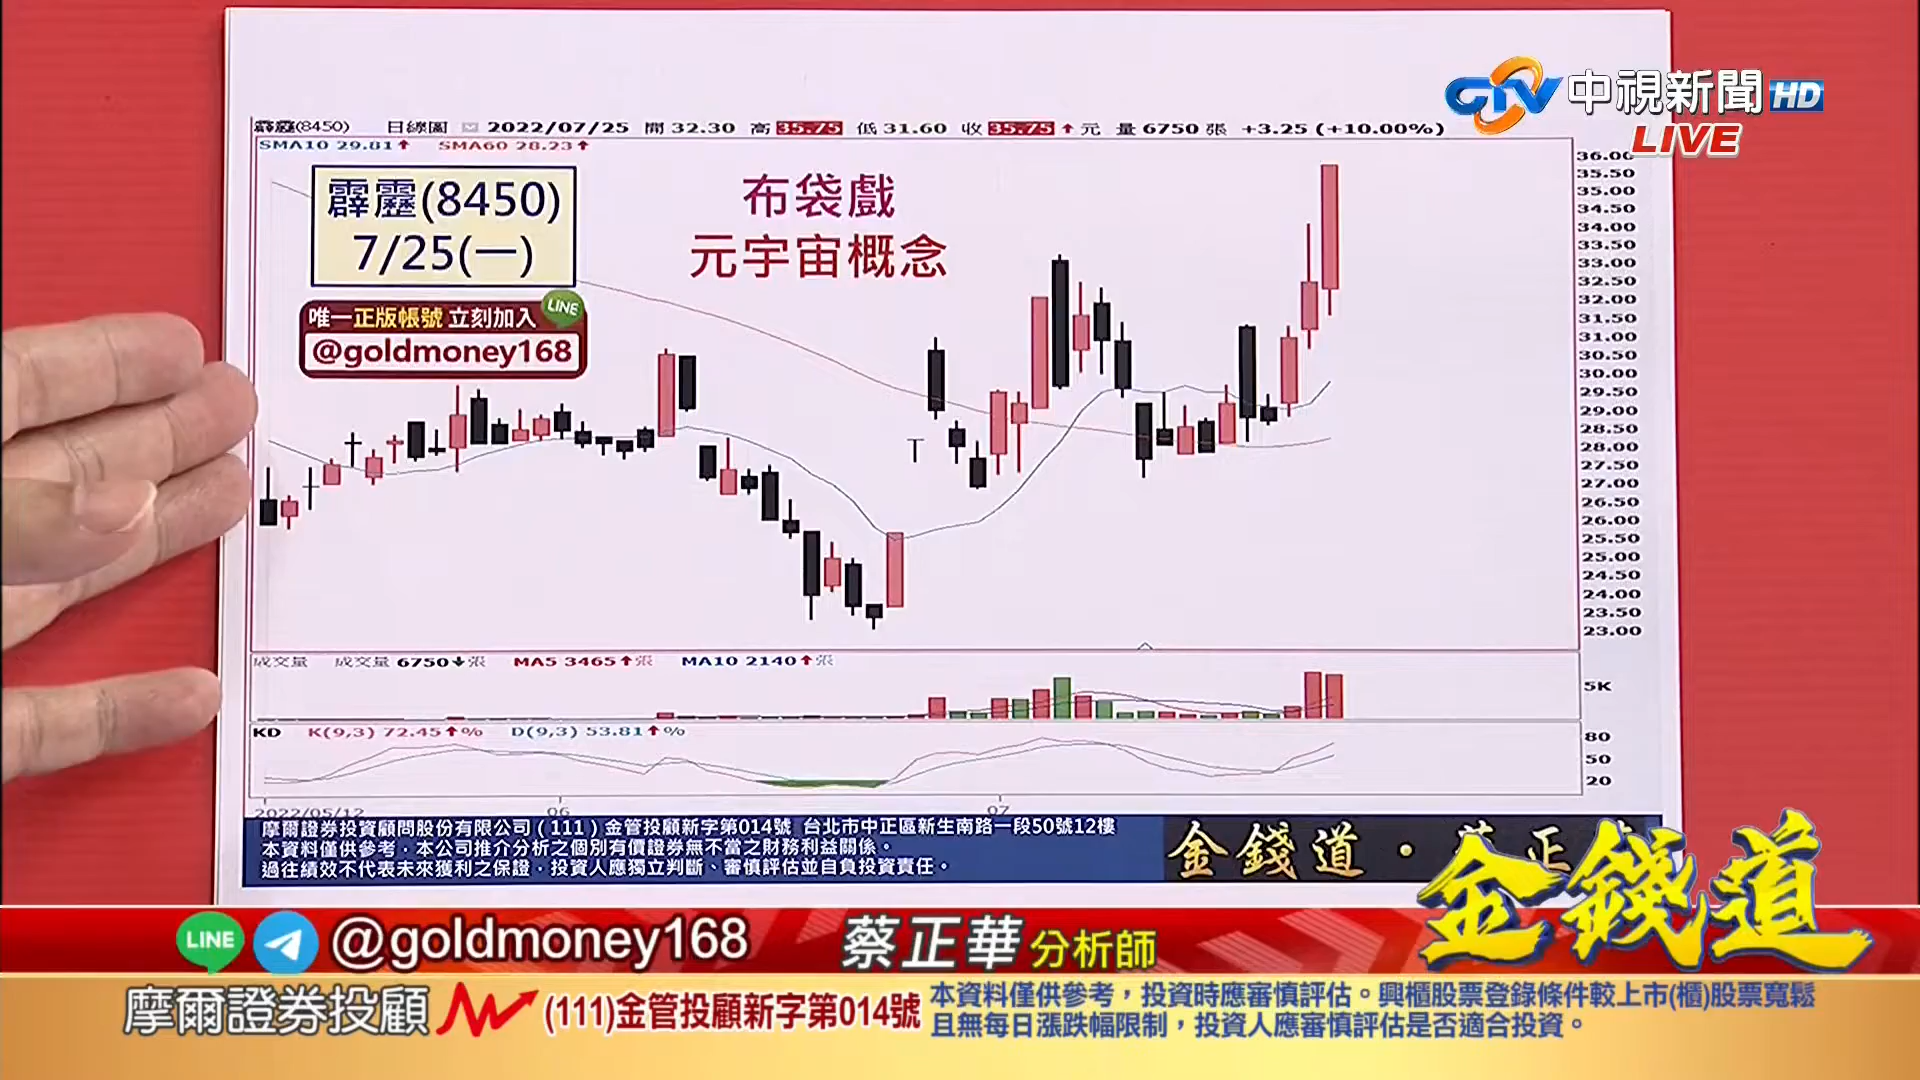 CTV 中視新聞 HD
LIVE
霹靂(8450) 日線圖 2022/07/25 開 32.30 高 35.75 低 31.60 收 35.75 ↑ 元 量 6750 張 +3.25 (+10.00%)
SMA10 29.81↑ SMA60 28.23↑
霹靂(8450)
7/25(一)
布袋戲
元宇宙概念
唯一正版帳號 立刻加入 LINE
@goldmoney168
36.00
35.50
35.00
34.50
34.00
33.50
33.00
32.50
32.00
31.50
31.00
30.50
30.00
29.50
29.00
28.50
28.00
27.50
27.00
26.50
26.00
25.50
25.00
24.50
24.00
23.50
23.00
成交量 成交量 6750↓張 MA5 3465↑張 MA10 2140↑張
5K
KD K(9,3) 72.45↑% D(9,3) 53.81↑%
80
50
20
2022/05/12 06 07
摩爾證券投資顧問股份有限公司(111)金管投顧新字第014號 台北市中正區新生南路一段50號12樓
本資料僅供參考，本公司推介分析之個別有價證券無不當之財務利益關係。
過往績效不代表未來獲利之保證，投資人應獨立判斷、審慎評估並自負投資責任。
金錢道・蔡正
金錢道
LINE @goldmoney168 蔡正華 分析師
摩爾證券投顧 (111)金管投顧新字第014號
本資料僅供參考，投資時應審慎評估。興櫃股票登錄條件較上市(櫃)股票寬鬆
且無每日漲跌幅限制，投資人應審慎評估是否適合投資。